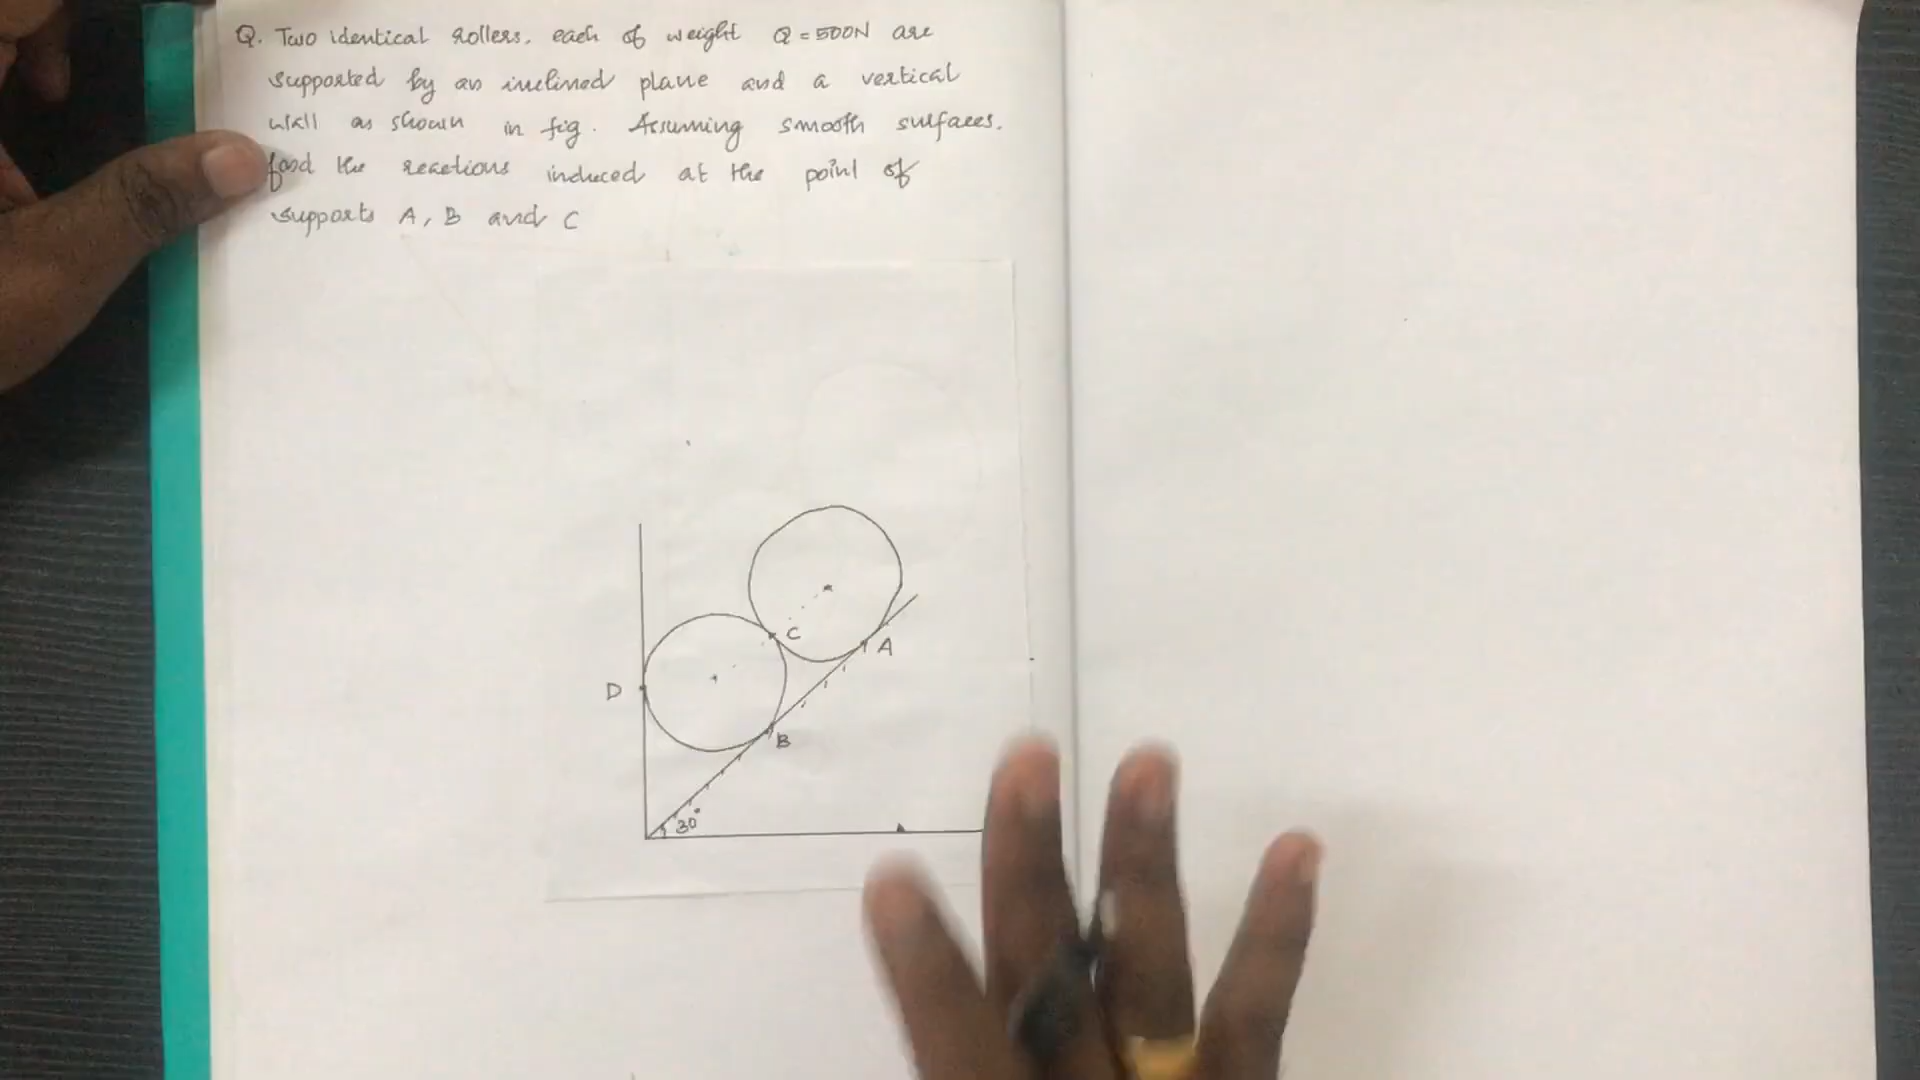 Q. Two identical rollers, each of weight Q = 500N are
supported by an inclined plane and a vertical
wall as shown in fig. Assuming smooth surfaces.
find the reactions induced at the point of
supports A, B and C
C
A
D
B
30°